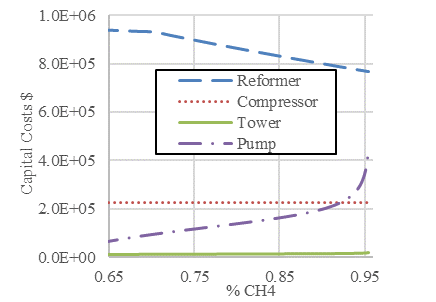 1.0E+06
8.0E+05
6.0E+05
4.0E+05
2.0E+05
0.0E+00
Capital Costs $
Reformer
Compressor
Tower
Pump
0.65
0.75
0.85
0.95
% CH4